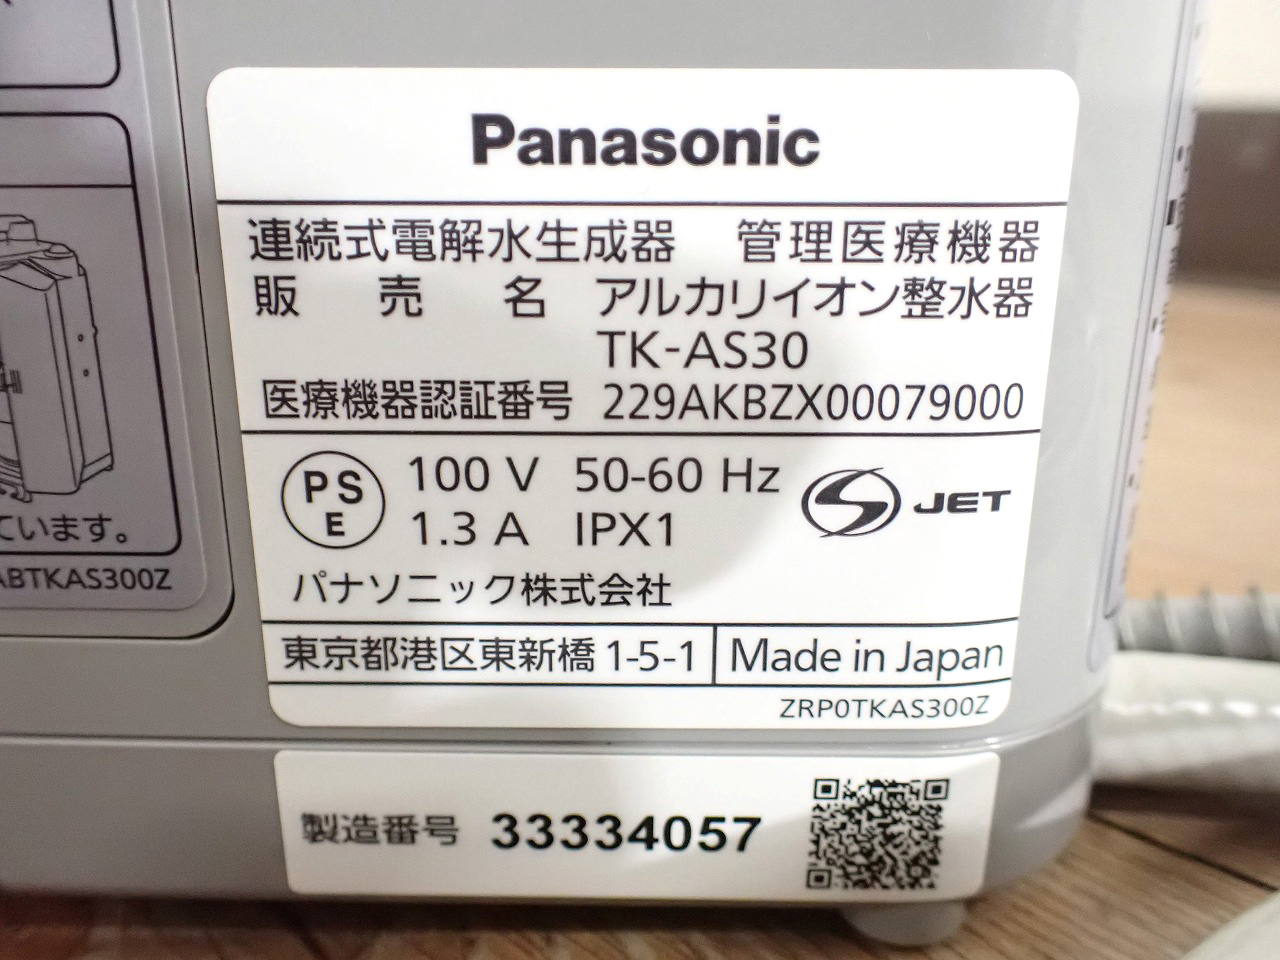 Panasonic
連続式電解水生成器 管理医療機器
販売名 アルカリイオン整水器
TK-AS30
医療機器認証番号 229AKBZX00079000
PSE 100 V 50-60 Hz JET
1.3 A IPX1
パナソニック株式会社
東京都港区東新橋 1-5-1 Made in Japan
ZRP0TKAS300Z
製造番号 33334057
ています。
ABTKAS300Z